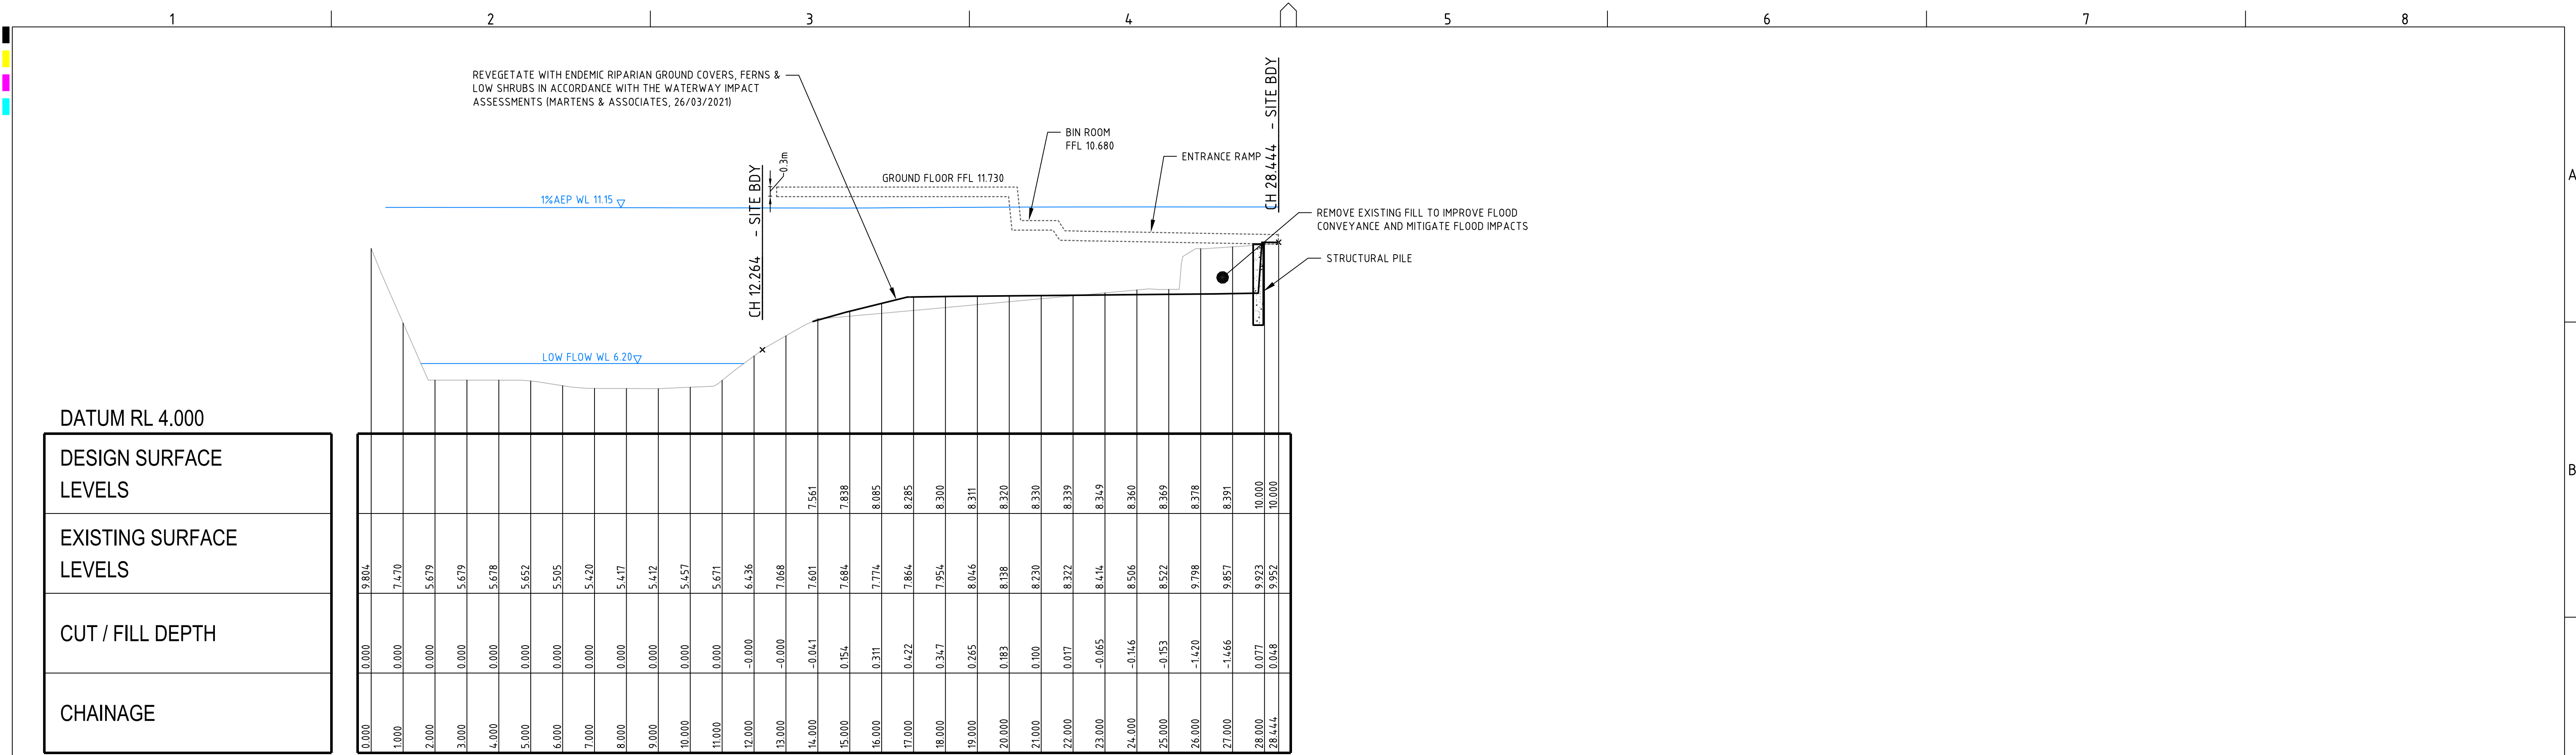 1 2 3 4 5 6 7 8
REVEGETATE WITH ENDEMIC RIPARIAN GROUND COVERS, FERNS &
LOW SHRUBS IN ACCORDANCE WITH THE WATERWAY IMPACT
ASSESSMENTS (MARTENS & ASSOCIATES, 26/03/2021)
CH 28.444 - SITE BDY
BIN ROOM
FFL 10.680
ENTRANCE RAMP
CH 12.264 - SITE BDY
0.3m
GROUND FLOOR FFL 11.730
A
1%AEP WL 11.15
REMOVE EXISTING FILL TO IMPROVE FLOOD
CONVEYANCE AND MITIGATE FLOOD IMPACTS
STRUCTURAL PILE
LOW FLOW WL 6.20
DATUM RL 4.000
B
DESIGN SURFACE
LEVELS
7.561 7.838 8.085 8.285 8.300 8.311 8.320 8.330 8.339 8.349 8.360 8.369 8.378 8.391 10.000 10.000
EXISTING SURFACE
LEVELS
9.804 7.470 5.679 5.679 5.678 5.652 5.505 5.420 5.417 5.412 5.457 5.671 6.436 7.068 7.601 7.684 7.774 7.864 7.954 8.046 8.138 8.230 8.322 8.414 8.506 8.522 9.798 9.857 9.923 9.952
CUT / FILL DEPTH
0.000 0.000 0.000 0.000 0.000 0.000 0.000 0.000 0.000 0.000 0.000 0.000 -0.000 -0.000 -0.041 0.154 0.311 0.422 0.347 0.265 0.183 0.100 0.017 -0.065 -0.146 -0.153 -1.420 -1.466 0.077 0.048
CHAINAGE
0.000 1.000 2.000 3.000 4.000 5.000 6.000 7.000 8.000 9.000 10.000 11.000 12.000 13.000 14.000 15.000 16.000 17.000 18.000 19.000 20.000 21.000 22.000 23.000 24.000 25.000 26.000 27.000 28.000 28.444